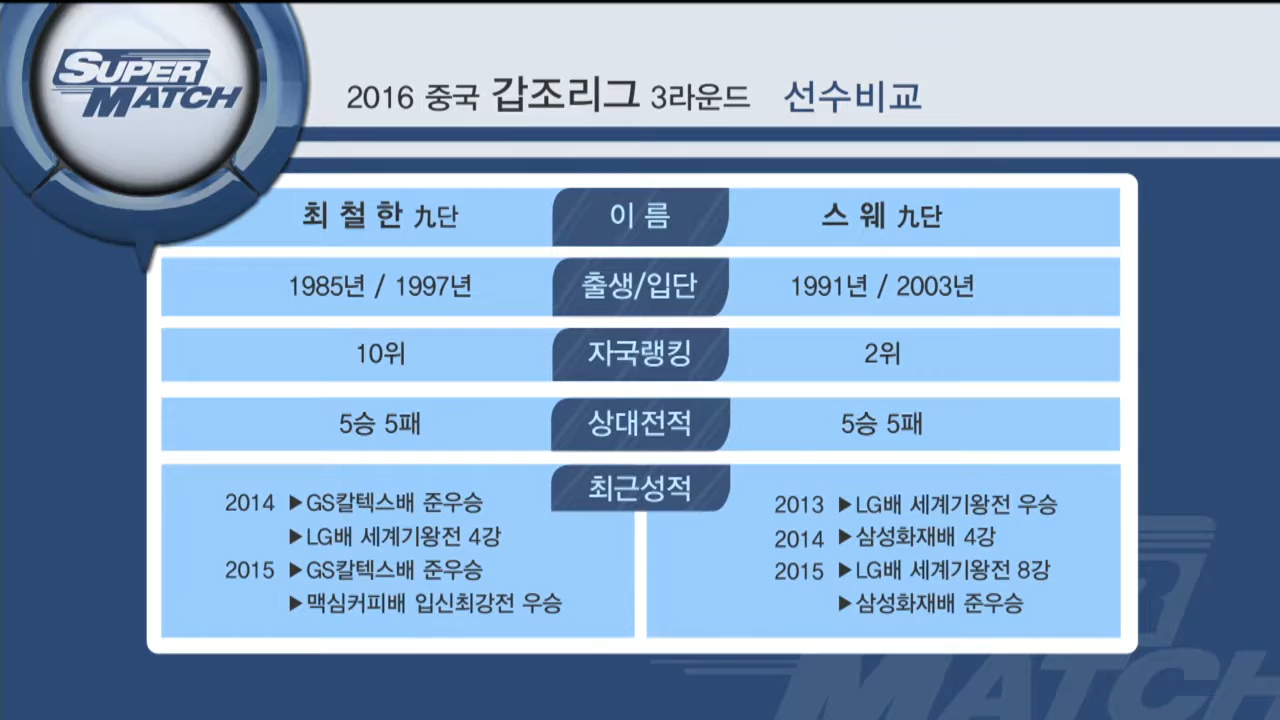 SUPER MATCH
2016 중국 갑조리그 3라운드 선수비교
최 철 한 九단 이 름 스 웨 九단
1985년 / 1997년 출생/입단 1991년 / 2003년
10위 자국랭킹 2위
5승 5패 상대전적 5승 5패
최근성적
2014 ▶GS칼텍스배 준우승
▶LG배 세계기왕전 4강
2015 ▶GS칼텍스배 준우승
▶맥심커피배 입신최강전 우승
2013 ▶LG배 세계기왕전 우승
2014 ▶삼성화재배 4강
2015 ▶LG배 세계기왕전 8강
▶삼성화재배 준우승
MATCH